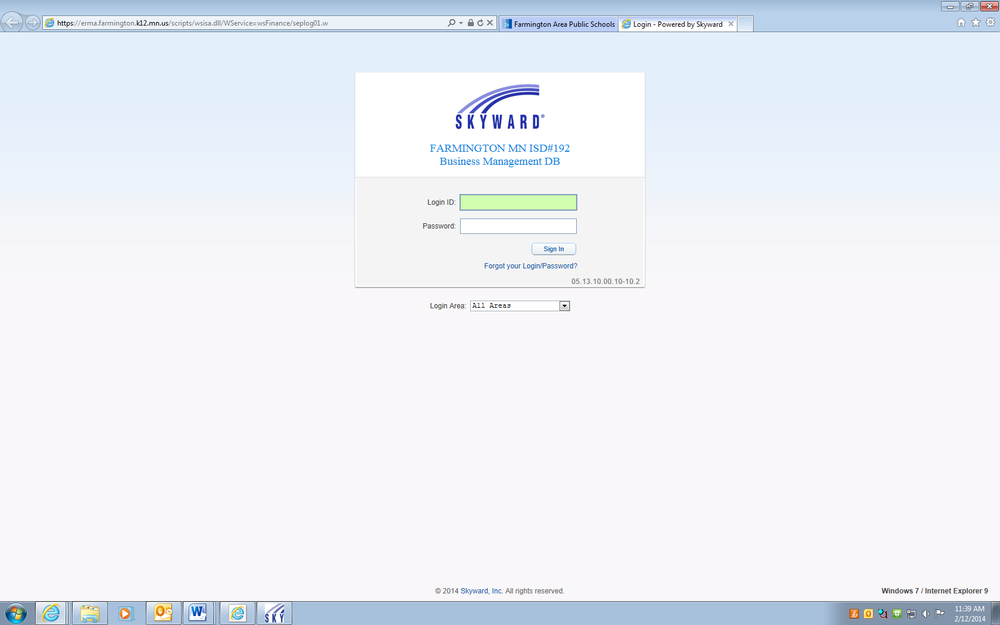 https://erma.farmington.k12.mn.us/scripts/wsisa.dll/WService=wsFinance/seplog01.w
Farmington Area Public Schools
Login - Powered by Skyward
SKYWARD®
FARMINGTON MN ISD#192
Business Management DB
Login ID:
Password:
Sign In
Forgot your Login/Password?
05.13.10.00.10-10.2
Login Area: All Areas
© 2014 Skyward, Inc. All rights reserved.
Windows 7 / Internet Explorer 9
SKY
11:39 AM
2/12/2014